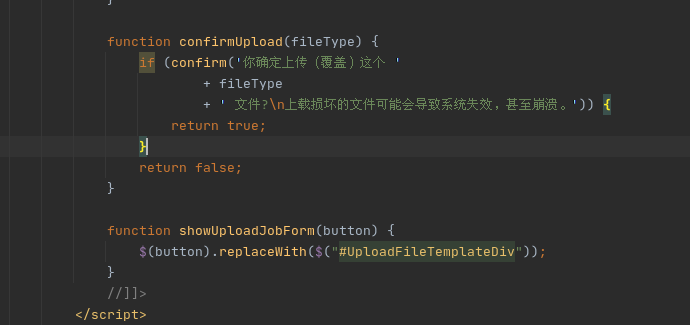 }
function confirmUpload(fileType) {
if (confirm('你确定上传（覆盖）这个 '
+ fileType
+ ' 文件?\n上载损坏的文件可能会导致系统失效，甚至崩溃。')) {
return true;
}
return false;
}
function showUploadJobForm(button) {
$(button).replaceWith($("#UploadFileTemplateDiv"));
}
//]]>
</script>